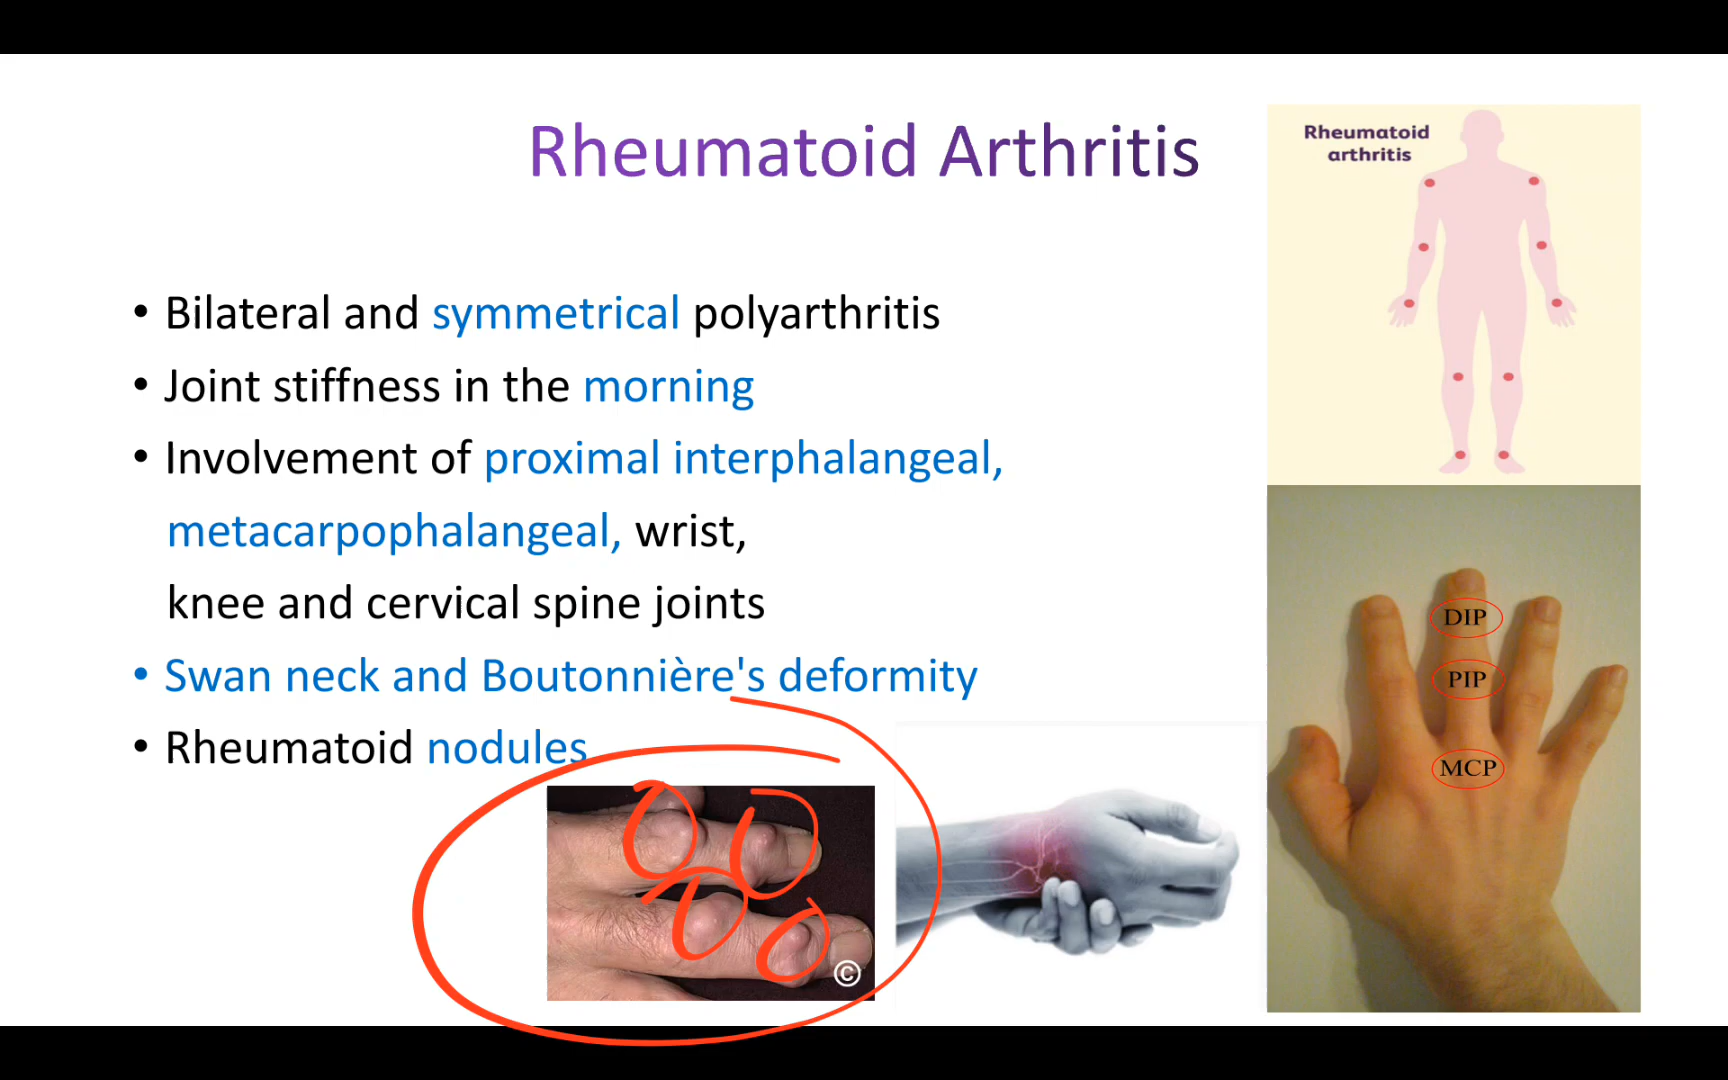 Rheumatoid Arthritis
• Bilateral and symmetrical polyarthritis
• Joint stiffness in the morning
• Involvement of proximal interphalangeal,
metacarpophalangeal, wrist,
knee and cervical spine joints
• Swan neck and Boutonnière's deformity
• Rheumatoid nodules
©
Rheumatoid
arthritis
DIP
PIP
MCP